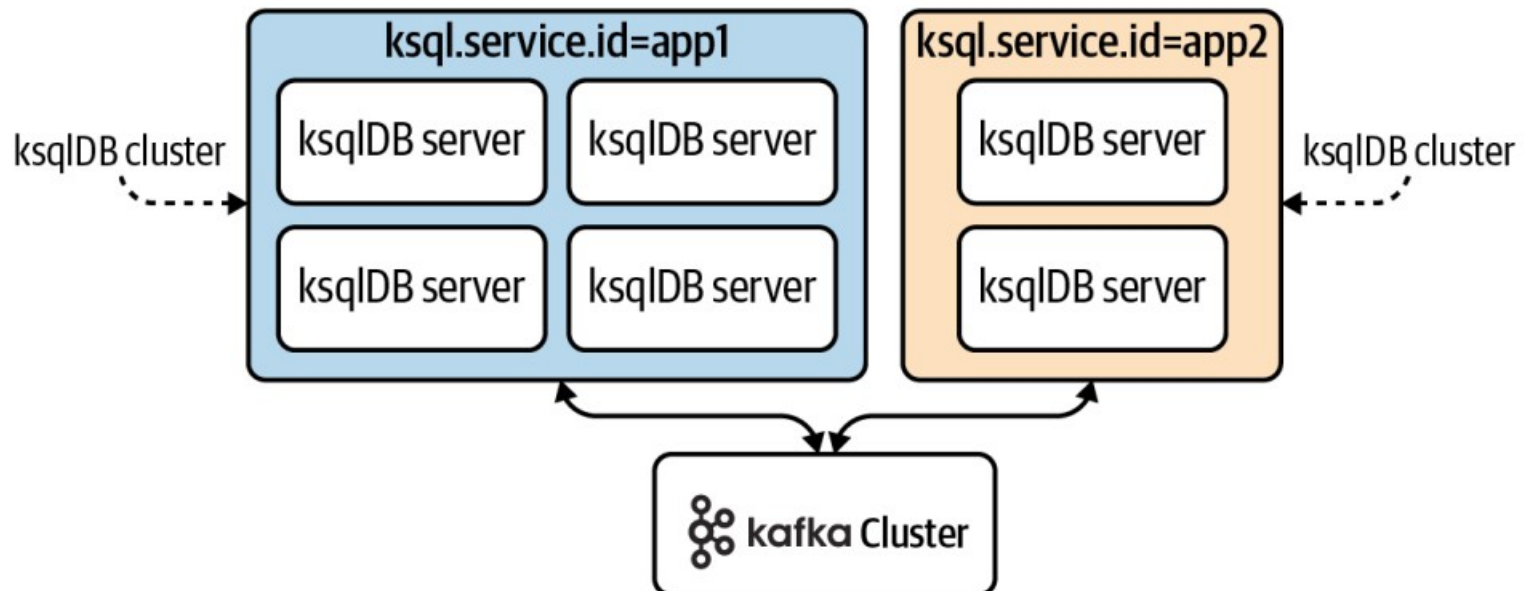 ksql.service.id=app1
ksql.service.id=app2
ksqlDB cluster
ksqlDB server
ksqlDB server
ksqlDB server
ksqlDB cluster
ksqlDB server
ksqlDB server
ksqlDB server
kafka Cluster